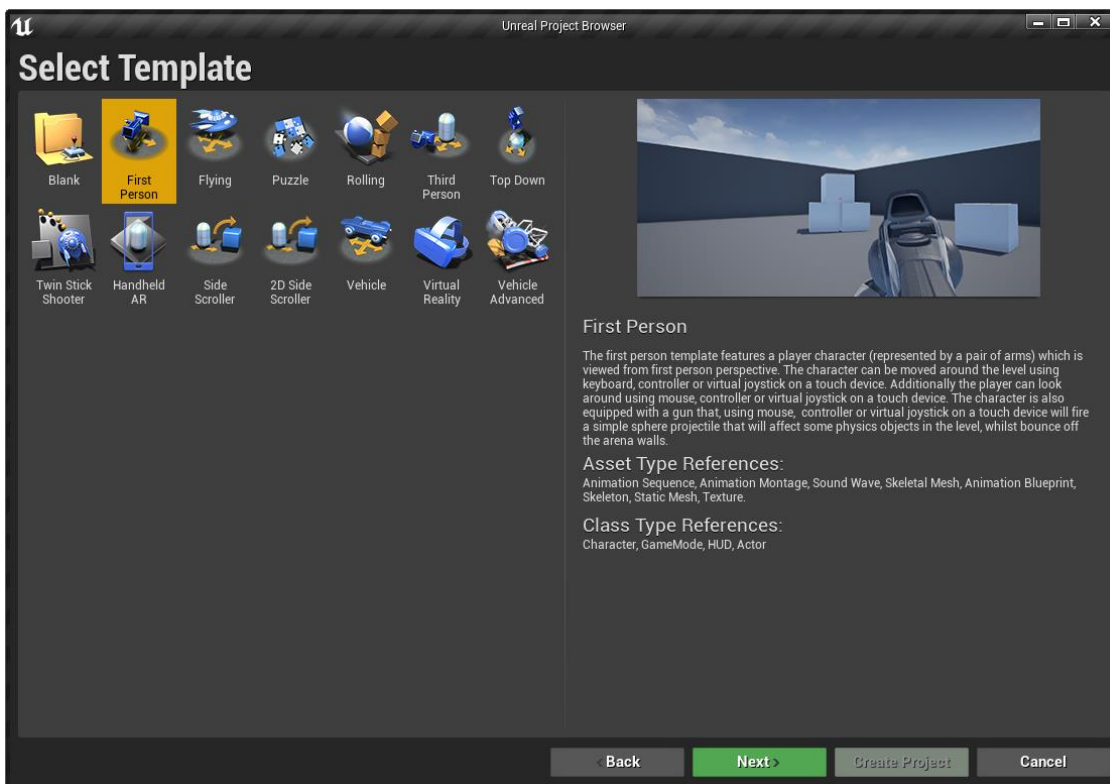 Unreal Project Browser
Select Template
Blank
First
Person
Flying
Puzzle
Rolling
Third
Person
Top Down
Twin Stick
Shooter
Handheld
AR
Side
Scroller
2D Side
Scroller
Vehicle
Virtual
Reality
Vehicle
Advanced
First Person
The first person template features a player character (represented by a pair of arms) which is
viewed from first person perspective. The character can be moved around the level using
keyboard, controller or virtual joystick on a touch device. Additionally the player can look
around using mouse, controller or virtual joystick on a touch device. The character is also
equipped with a gun that, using mouse, controller or virtual joystick on a touch device will fire
a simple sphere projectile that will affect some physics objects in the level, whilst bounce off
the arena walls.
Asset Type References:
Animation Sequence, Animation Montage, Sound Wave, Skeletal Mesh, Animation Blueprint,
Skeleton, Static Mesh, Texture.
Class Type References:
Character, GameMode, HUD, Actor
< Back
Next >
Create Project
Cancel